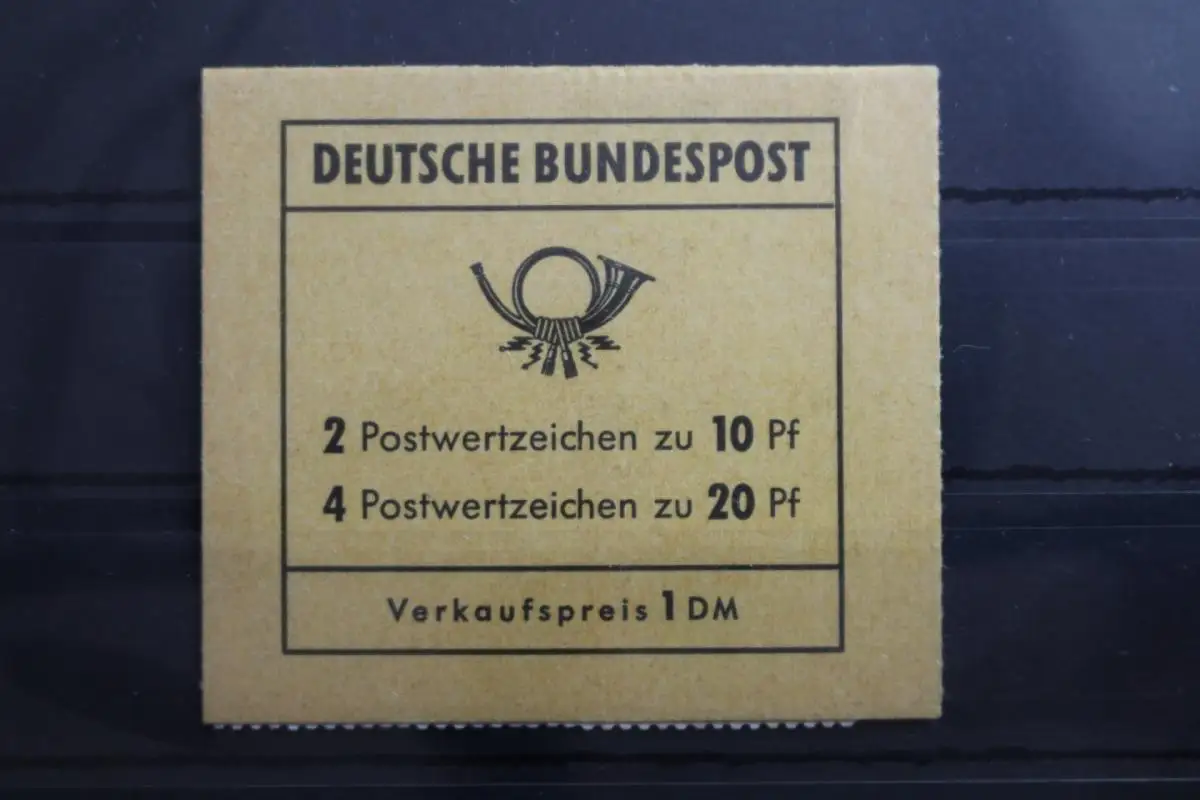 DEUTSCHE BUNDESPOST
2 Postwertzeichen zu 10 Pf
4 Postwertzeichen zu 20 Pf
Verkaufspreis 1 DM